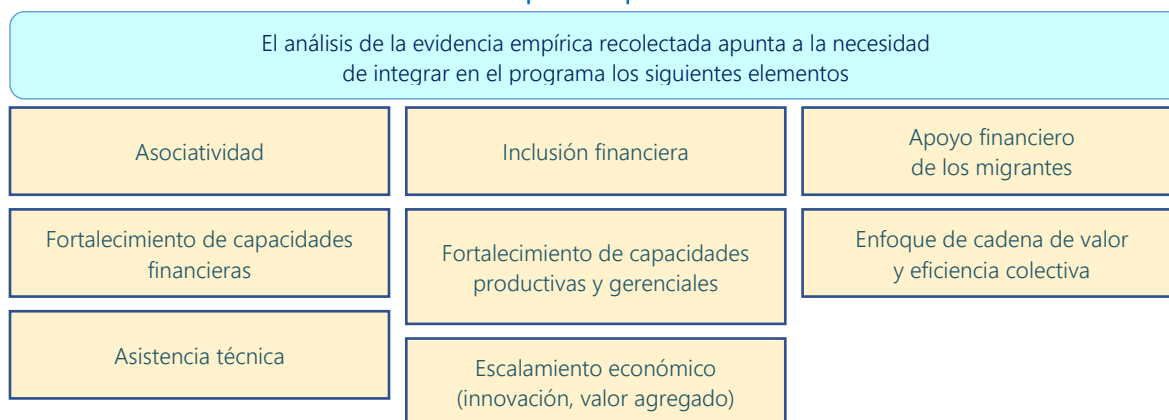 El análisis de la evidencia empírica recolectada apunta a la necesidad
de integrar en el programa los siguientes elementos
Asociatividad
Inclusión financiera
Apoyo financiero
de los migrantes
Fortalecimiento de capacidades
financieras
Fortalecimiento de capacidades
productivas y gerenciales
Enfoque de cadena de valor
y eficiencia colectiva
Asistencia técnica
Escalamiento económico
(innovación, valor agregado)